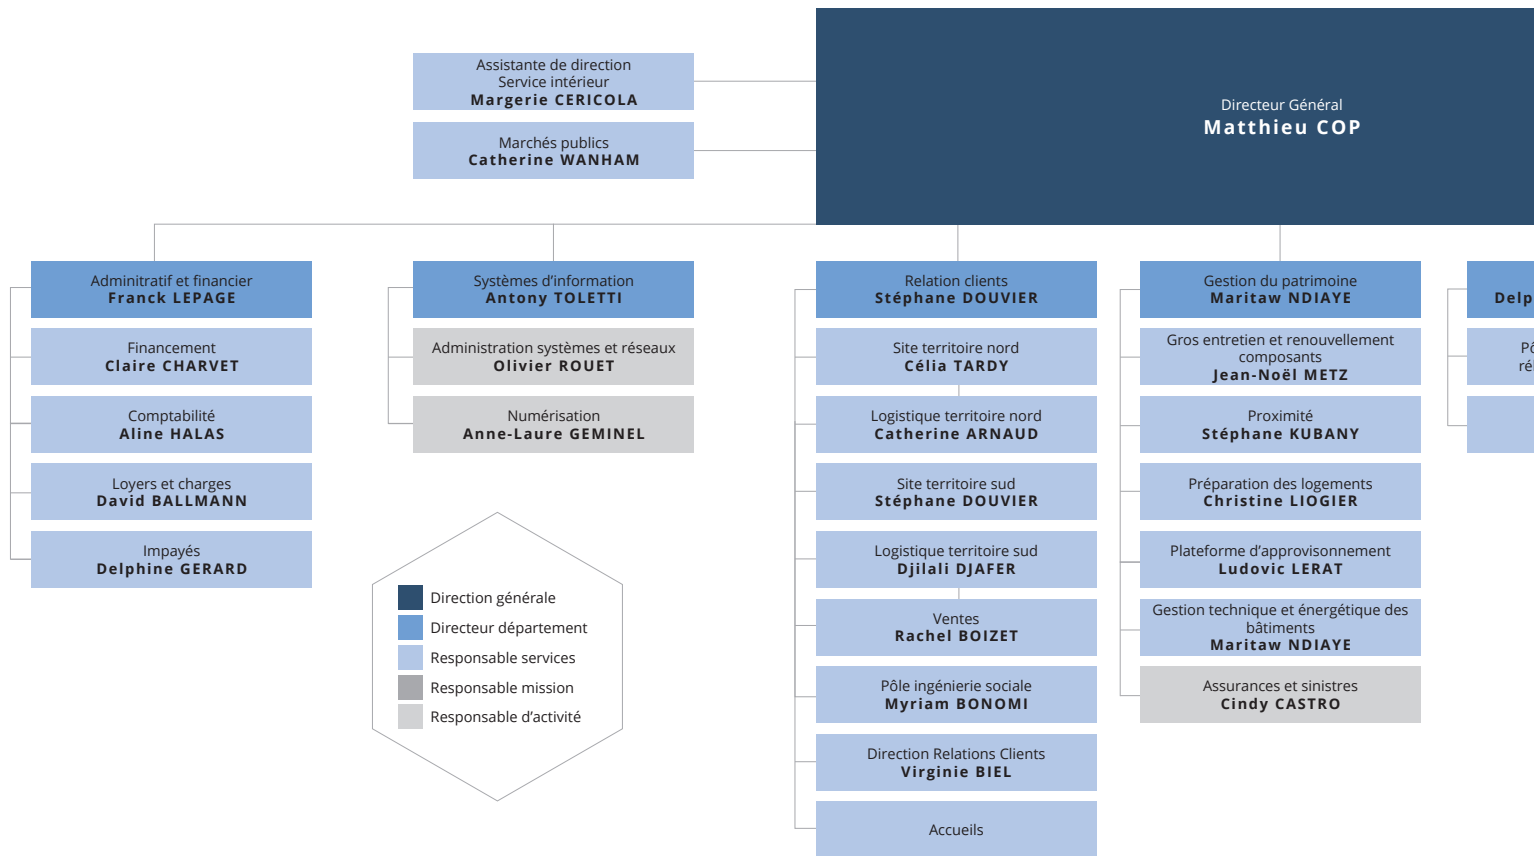 Assistante de direction
Service intérieur
Margerie CERICOLA
Marchés publics
Catherine WANHAM
Directeur Général
Matthieu COP
Adminitratif et financier
Franck LEPAGE
Financement
Claire CHARVET
Comptabilité
Aline HALAS
Loyers et charges
David BALLMANN
Impayés
Delphine GERARD
Systèmes d'information
Antony TOLETTI
Administration systèmes et réseaux
Olivier ROUET
Numérisation
Anne-Laure GEMINEL
Direction générale
Directeur département
Responsable services
Responsable mission
Responsable d'activité
Relation clients
Stéphane DOUVIER
Site territoire nord
Célia TARDY
Logistique territoire nord
Catherine ARNAUD
Site territoire sud
Stéphane DOUVIER
Logistique territoire sud
Djilali DJAFER
Ventes
Rachel BOIZET
Pôle ingénierie sociale
Myriam BONOMI
Direction Relations Clients
Virginie BIEL
Accueils
Gestion du patrimoine
Maritaw NDIAYE
Gros entretien et renouvellement
composants
Jean-Noël METZ
Proximité
Stéphane KUBANY
Préparation des logements
Christine LIOGIER
Plateforme d'approvisonnement
Ludovic LERAT
Gestion technique et énergétique des
bâtiments
Maritaw NDIAYE
Assurances et sinistres
Cindy CASTRO